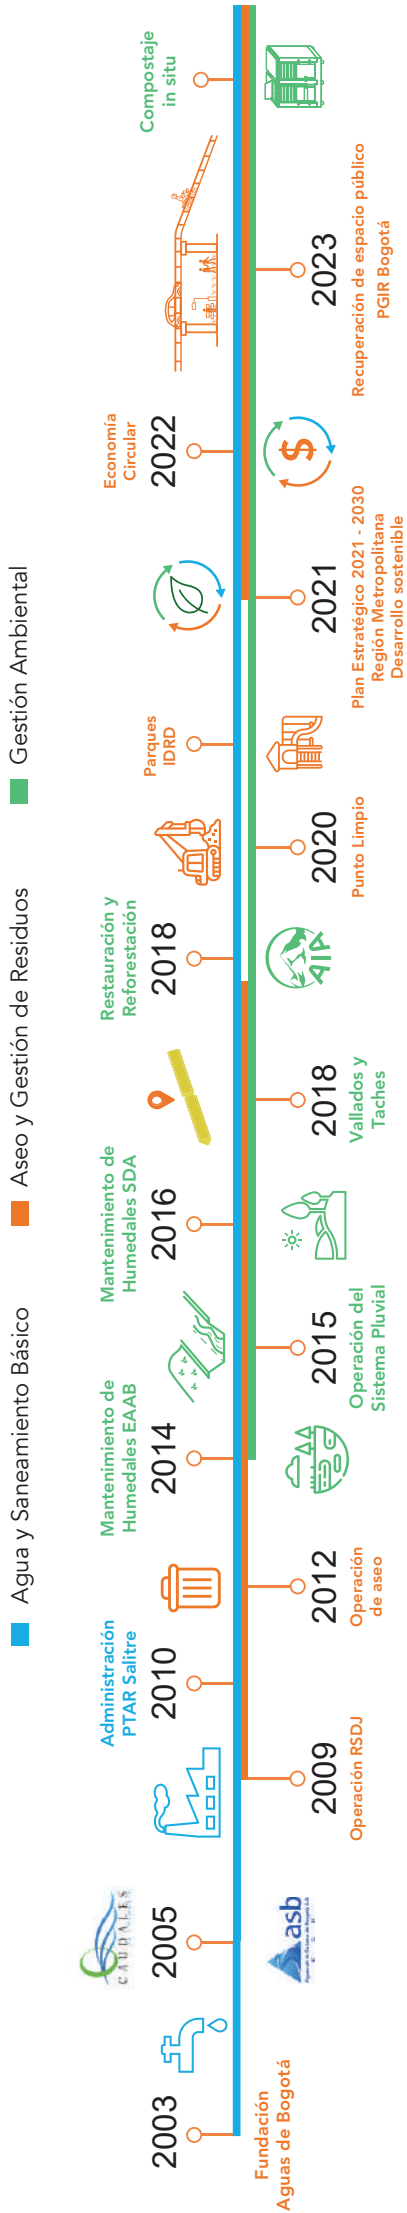 Agua y Saneamiento Básico
Aseo y Gestión de Residuos
Gestión Ambiental
2003
Fundación
Aguas de Bogotá
CAUDALES
2005
asb
2009
Operación RSDJ
Administración
PTAR Salitre
2010
2012
Operación
de aseo
Mantenimiento de
Humedales EAAB
2014
2015
Operación del
Sistema Pluvial
Mantenimiento de
Humedales SDA
2016
2018
Vallados y
Taches
Restauración y
Reforestación
2018
AIA
2020
Punto Limpio
Parques
IDRD
2021
Plan Estratégico 2021 - 2030
Región Metropolitana
Desarrollo sostenible
Economía
Circular
2022
$
2023
Recuperación de espacio público
PGIR Bogotá
Compostaje
in situ